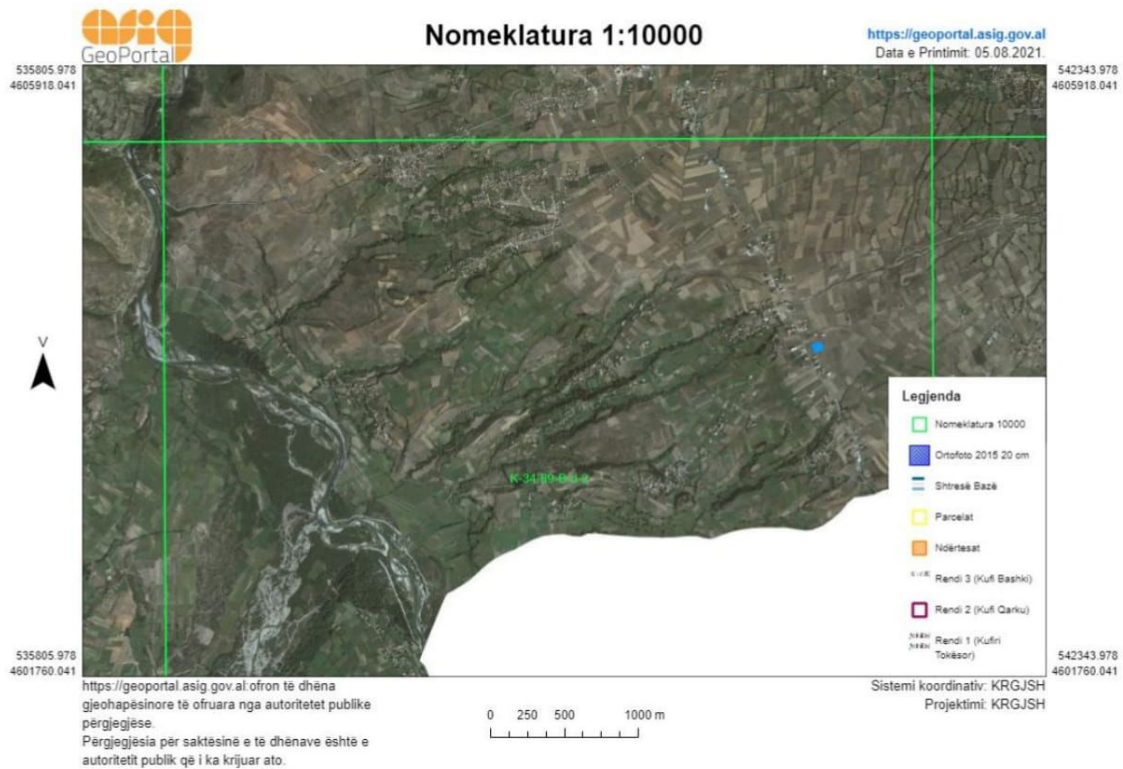 asig
GeoPortal
Nomeklatura 1:10000
https://geoportal.asig.gov.al
Data e Printimit: 05.08.2021.
535805.978
4605918.041
542343.978
4605918.041
V
Legjenda
Nomeklatura 10000
Ortofoto 2015 20 cm
Shtresë Bazë
Parcelat
Ndërtesat
Rendi 3 (Kufi Bashki)
Rendi 2 (Kufi Qarku)
Rendi 1 (Kufiri
Tokësor)
535805.978
4601760.041
542343.978
4601760.041
https://geoportal.asig.gov.al:ofron të dhëna
gjeohapësinore të ofruara nga autoritetet publike
përgjegjëse.
Përgjegjësia për saktësinë e të dhënave është e
autoritetit publik që i ka krijuar ato.
0 250 500 1000 m
Sistemi koordinativ: KRGJSH
Projektimi: KRGJSH